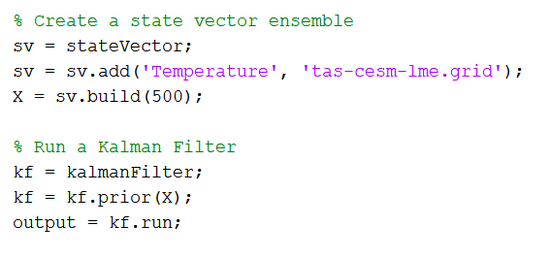 % Create a state vector ensemble
sv = stateVector;
sv = sv.add('Temperature', 'tas-cesm-lme.grid');
X = sv.build(500);
% Run a Kalman Filter
kf = kalmanFilter;
kf = kf.prior(X);
output = kf.run;